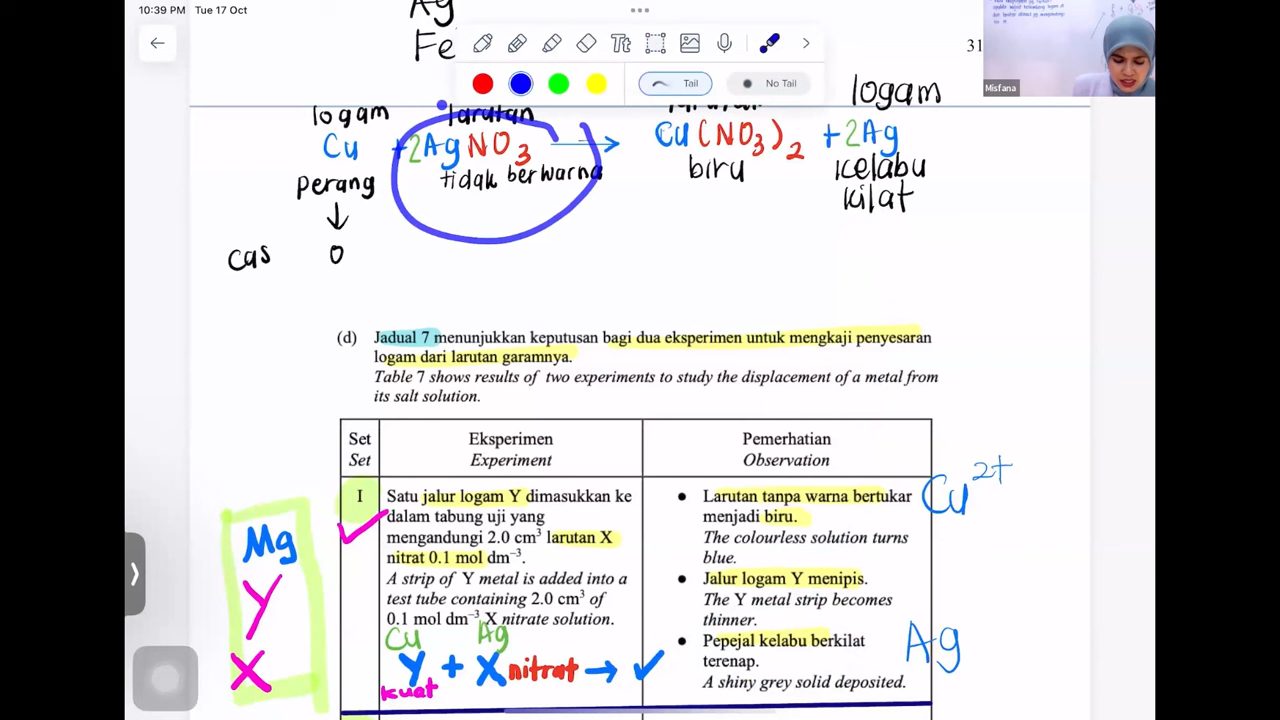 10:39 PM Tue 17 Oct
Ag
Fe
Tt
Tail
No Tail
31
Misfana
logam
larutan
logam
Cu + 2AgNO3 → Cu(NO3)2 + 2Ag
perang
tidak berwarna
biru
kelabu kilat
↓
cas 0
(d) Jadual 7 menunjukkan keputusan bagi dua eksperimen untuk mengkaji penyesaran
logam dari larutan garamnya.
Table 7 shows results of two experiments to study the displacement of a metal from
its salt solution.
Set
Set
Eksperimen
Experiment
Pemerhatian
Observation
I
Satu jalur logam Y dimasukkan ke
dalam tabung uji yang
mengandungi 2.0 cm³ larutan X
nitrat 0.1 mol dm⁻³.
A strip of Y metal is added into a
test tube containing 2.0 cm³ of
0.1 mol dm⁻³ X nitrate solution.
Cu Ag
Y + X nitrat → ✓
kuat
● Larutan tanpa warna bertukar
menjadi biru.
The colourless solution turns
blue.
● Jalur logam Y menipis.
The Y metal strip becomes
thinner.
● Pepejal kelabu berkilat
terenap.
A shiny grey solid deposited.
Cu2+
Ag
Mg
Y
X